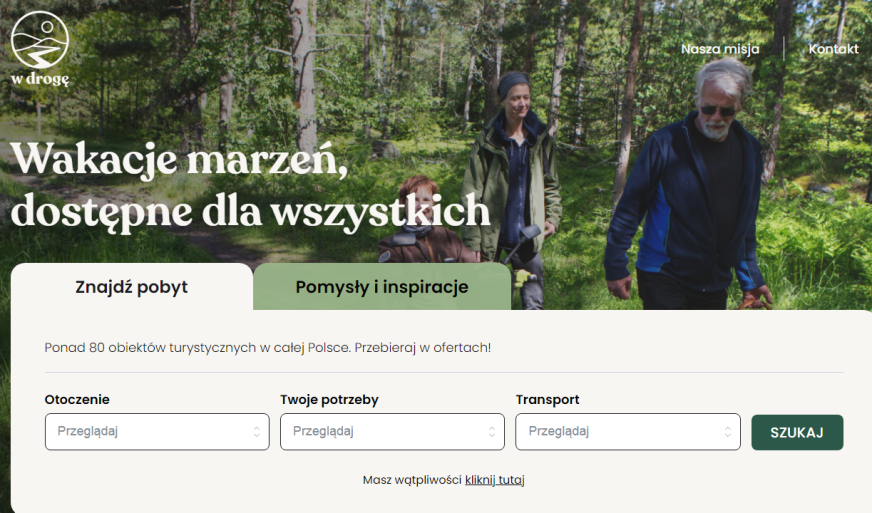 w drogę
Nasza misja
Kontakt
Wakacje marzeń,
dostępne dla wszystkich
Znajdź pobyt
Pomysły i inspiracje
Ponad 80 obiektów turystycznych w całej Polsce. Przebieraj w ofertach!
Otoczenie
Twoje potrzeby
Transport
Przeglądaj
Przeglądaj
Przeglądaj
SZUKAJ
Masz wątpliwości kliknij tutaj